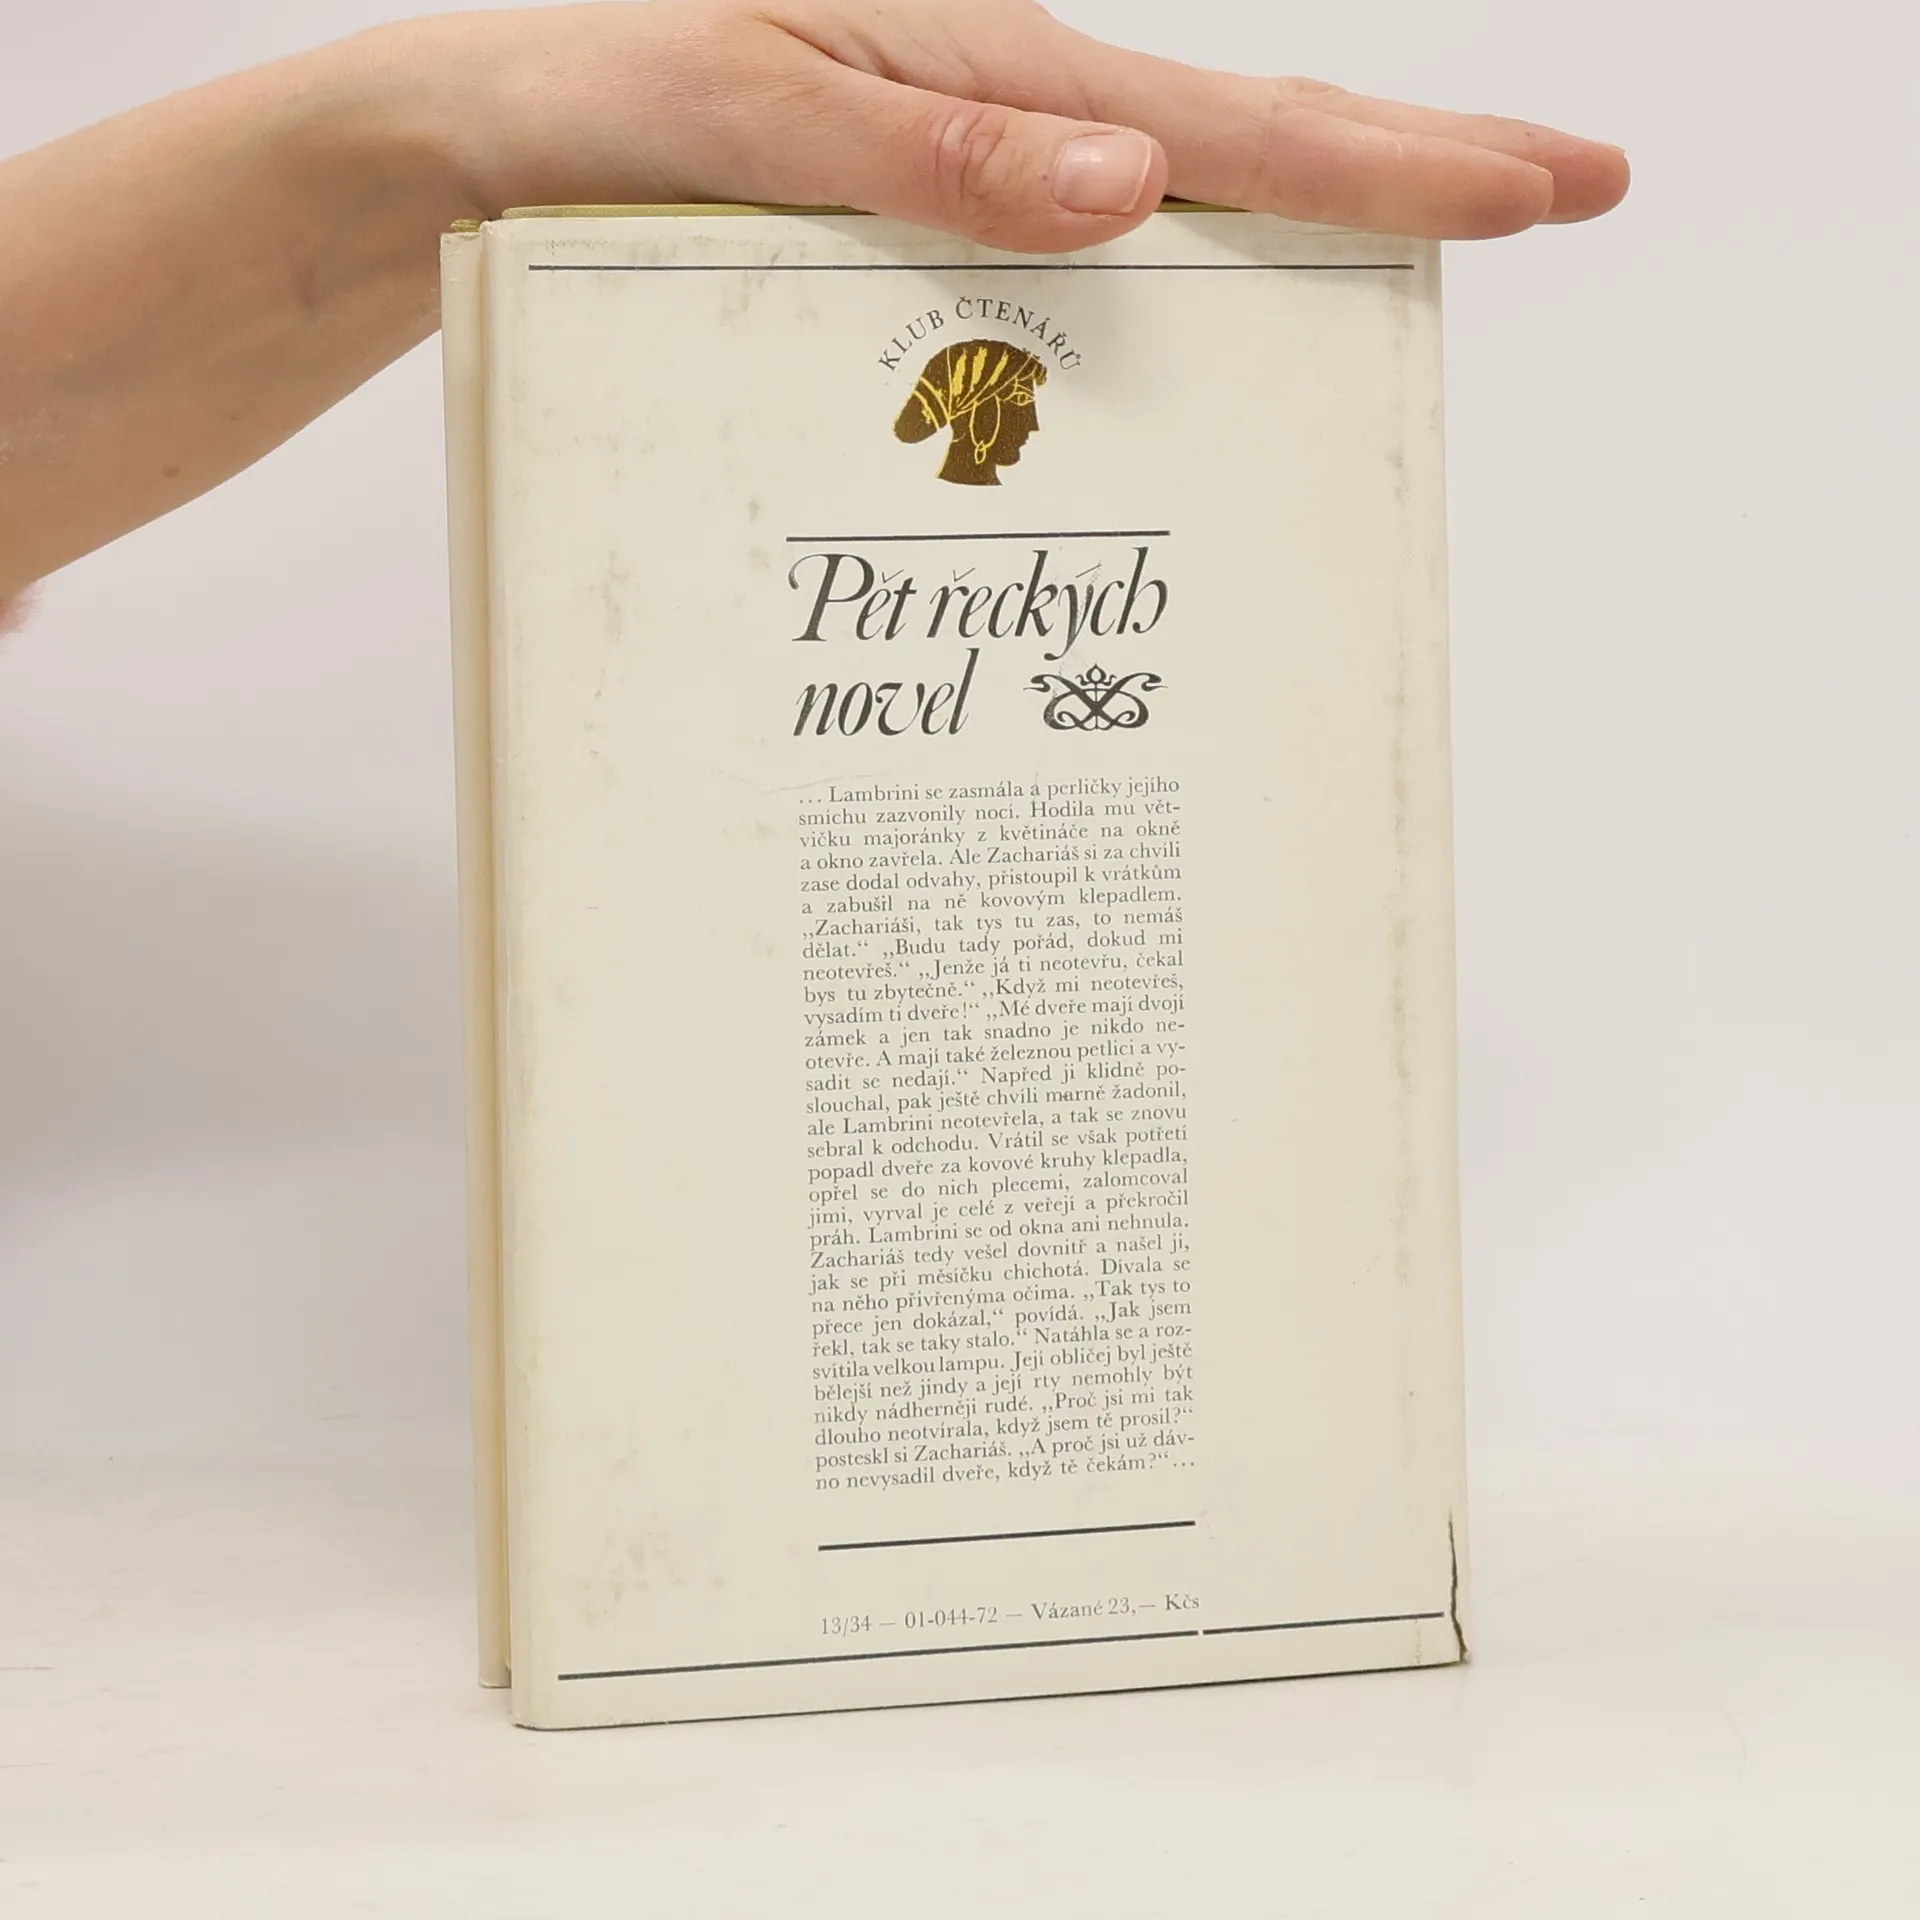 KLUB ČTENÁŘŮ
Pět řeckých
novel
... Lambrini se zasmála a perličky jejího
smíchu zazvonily nocí. Hodila mu vět-
vičku majoránky z květináče na okně
a okno zavřela. Ale Zachariáš si za chvíli
zase dodal odvahy, přistoupil k vrátkům
a zabušil na ně kovovým klepadlem.
„Zachariáši, tak tys tu zas, to nemáš
dělat.“ „Budu tady pořád, dokud mi
neotevřeš.“ „Jenže já ti neotevřu, čekal
bys tu zbytečně.“ „Když mi neotevřeš,
vysadím ti dveře!“ „Mé dveře mají dvojí
zámek a jen tak snadno je nikdo ne-
otevře. A mají také železnou petlici a vy-
sadit se nedají.“ Napřed ji klidně po-
slouchal, pak ještě chvíli marně žadonil,
ale Lambrini neotevřela, a tak se znovu
sebral k odchodu. Vrátil se však potřetí
popadl dveře za kovové kruhy klepadla,
opřel se do nich plecemi, zalomcoval
jimi, vyrval je celé z veřejí a překročil
práh. Lambrini se od okna ani nehnula.
Zachariáš tedy vešel dovnitř a našel ji,
jak se při měsíčku chichotá. Dívala se
na něho přivřenýma očima. „Tak tys to
přece jen dokázal,“ povídá. „Jak jsem
řekl, tak se taky stalo.“ Natáhla se a roz-
svítila velkou lampu. Její obličej byl ještě
bělejší než jindy a její rty nemohly být
nikdy nádherněji rudé. „Proč jsi mi tak
dlouho neotvírala, když jsem tě prosil?“
posteskl si Zachariáš. „A proč jsi už dáv-
no nevysadil dveře, když tě čekám?“...
13/34 — 01-044-72 — Vázané 23,— Kčs